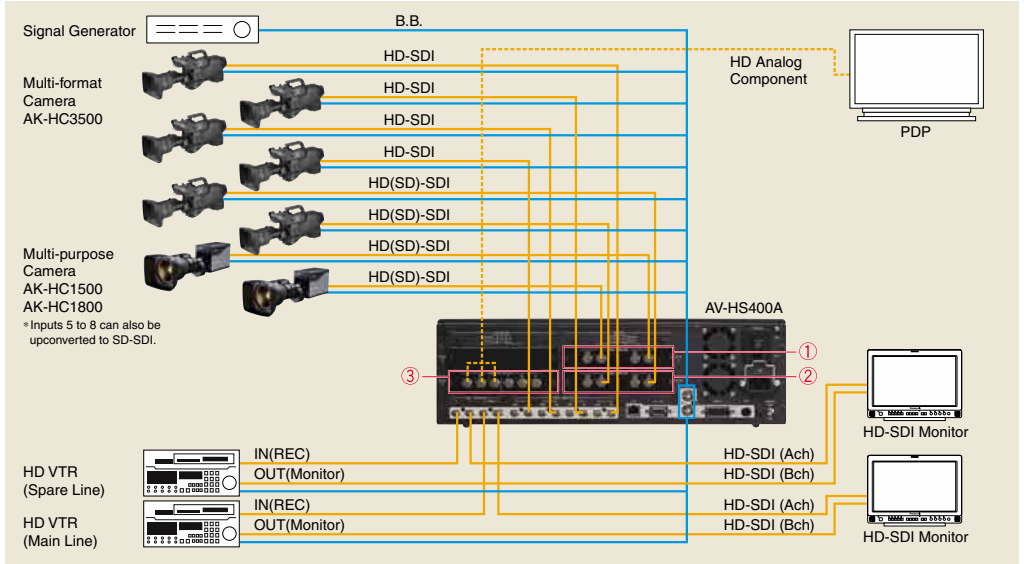 Signal Generator
B.B.
HD-SDI
Multi-format
Camera
AK-HC3500
HD-SDI
HD-SDI
HD-SDI
HD(SD)-SDI
HD(SD)-SDI
HD(SD)-SDI
HD(SD)-SDI
Multi-purpose
Camera
AK-HC1500
AK-HC1800
*Inputs 5 to 8 can also be
upconverted to SD-SDI.
HD Analog
Component
PDP
AV-HS400A
①
②
③
HD-SDI Monitor
HD VTR
(Spare Line)
IN(REC)
OUT(Monitor)
HD-SDI (Ach)
HD-SDI (Bch)
HD VTR
(Main Line)
IN(REC)
OUT(Monitor)
HD-SDI (Ach)
HD-SDI (Bch)
HD-SDI Monitor